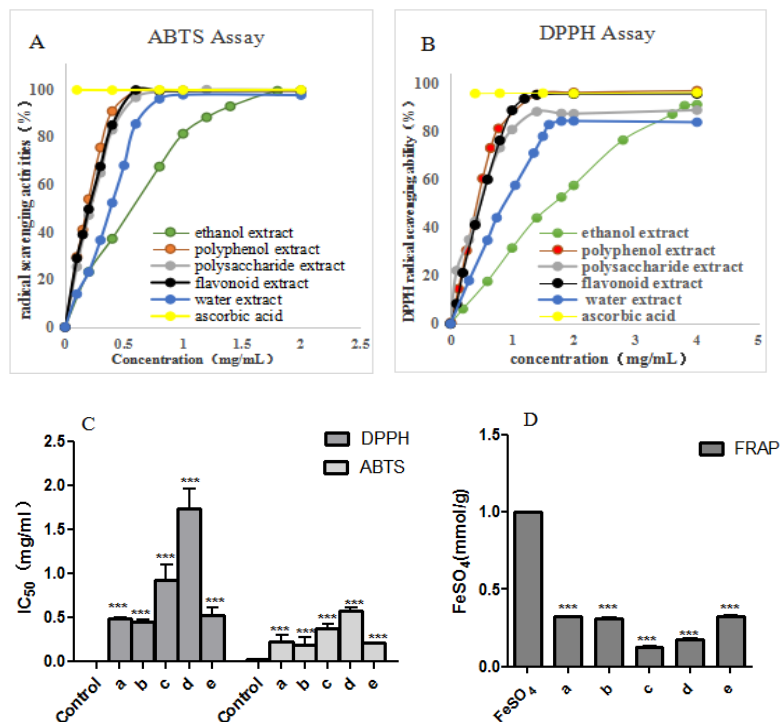 A
ABTS Assay
radical scavenging activities（%）
120
100
80
60
40
20
0
0
0.5
1
1.5
2
2.5
Concentration（mg/mL）
ethanol extract
polyphenol extract
polysaccharide extract
flavonoid extract
water extract
ascorbic acid
B
DPPH Assay
DPPH radical scavenging ability（%）
100
80
60
40
20
0
0
1
2
3
4
5
concentration（mg/mL）
ethanol extract
polyphenol extract
polysaccharide extract
flavonoid extract
water extract
ascorbic acid
C
DPPH
ABTS
IC50（mg/ml）
2.5
2.0
1.5
1.0
0.5
0.0
*** *** *** *** *** *** *** *** *** ***
Control a b c d e Control a b c d e
D
FRAP
FeSO4(mmol/g)
1.5
1.0
0.5
0.0
*** *** *** *** ***
FeSO4 a b c d e